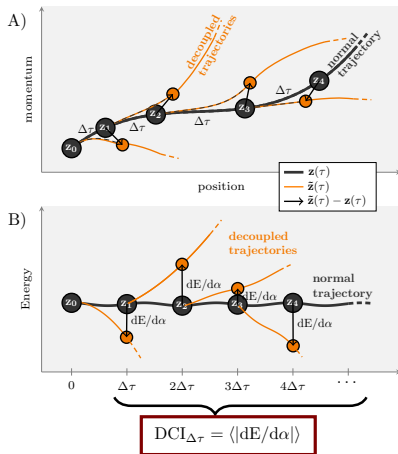 A)
decoupled
trajectories
normal
trajectory
momentum
z₀
z₁
z₂
z₃
z₄
Δτ
Δτ
Δτ
Δτ
position
z(τ)
z̃(τ)
z̃(τ) − z(τ)
B)
decoupled
trajectories
normal
trajectory
Energy
z₀
z₁
z₂
z₃
z₄
dE/dα
dE/dα
dE/dα
dE/dα
0 Δτ 2Δτ 3Δτ 4Δτ ···
DCI_Δτ = ⟨|dE/dα|⟩